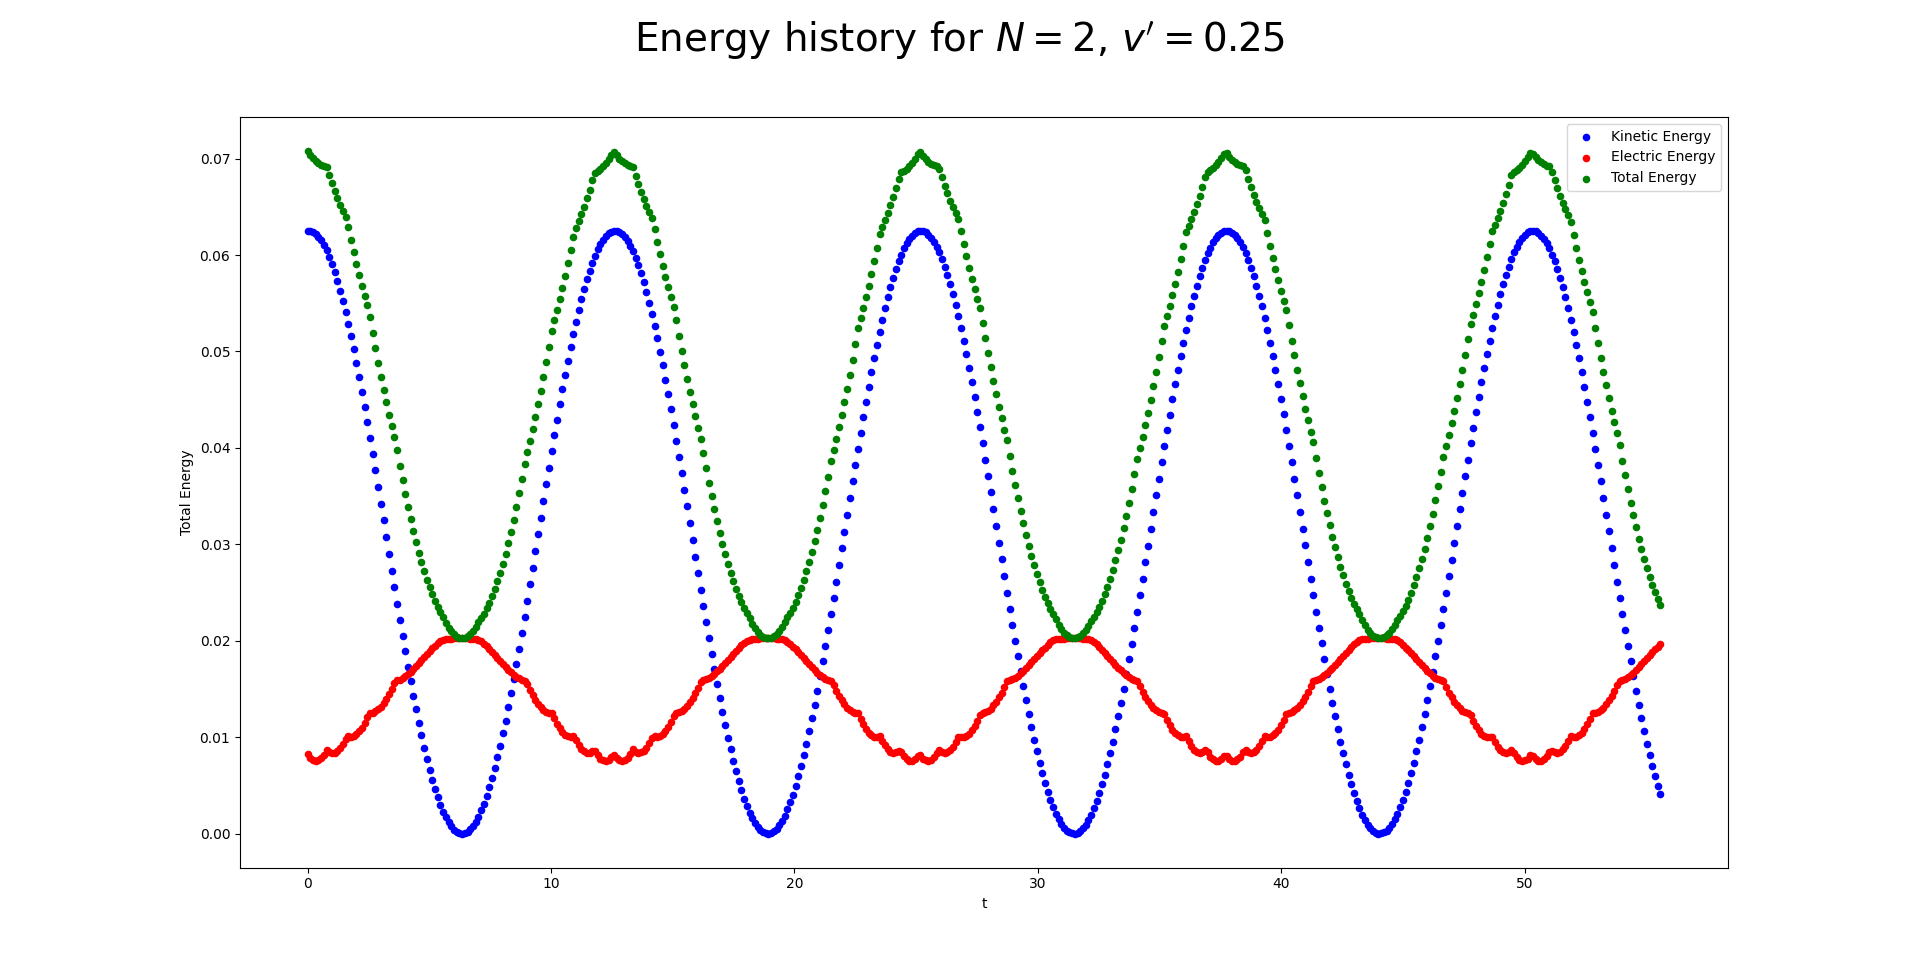 Energy history for N = 2, v′ = 0.25
Kinetic Energy
Electric Energy
Total Energy
Total Energy
0.07
0.06
0.05
0.04
0.03
0.02
0.01
0.00
0 10 20 30 40 50
t